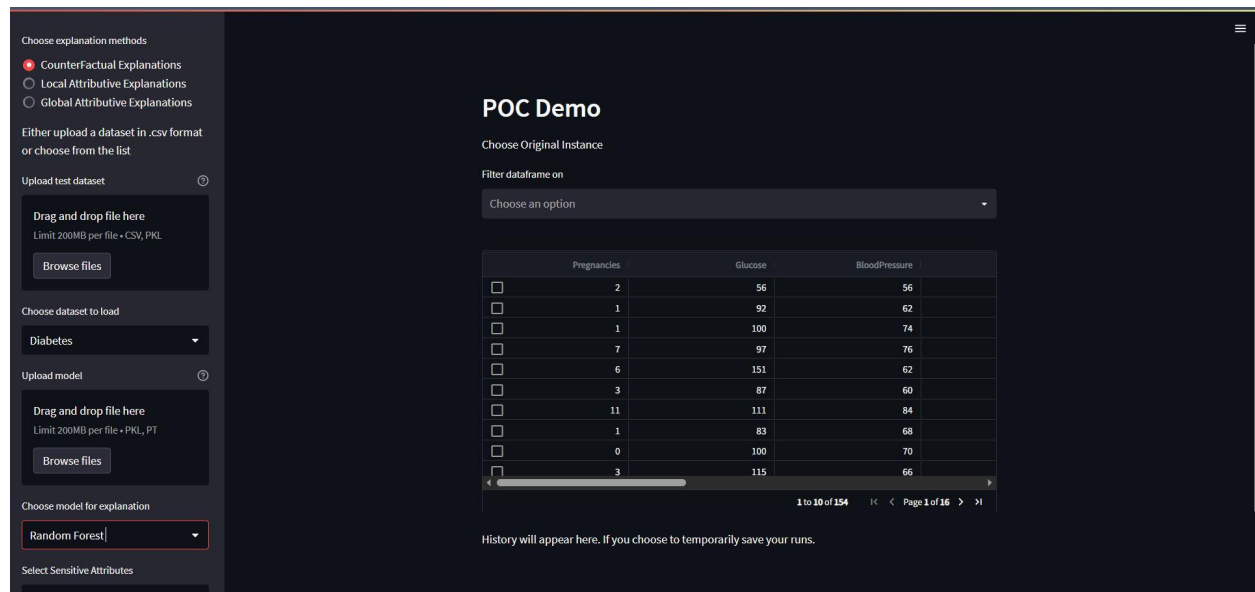 Choose explanation methods
CounterFactual Explanations
Local Attributive Explanations
Global Attributive Explanations
Either upload a dataset in .csv format
or choose from the list
Upload test dataset
Drag and drop file here
Limit 200MB per file • CSV, PKL
Browse files
Choose dataset to load
Diabetes
Upload model
Drag and drop file here
Limit 200MB per file • PKL, PT
Browse files
Choose model for explanation
Random Forest
Select Sensitive Attributes
POC Demo
Choose Original Instance
Filter dataframe on
Choose an option
Pregnancies Glucose BloodPressure
2 56 56
1 92 62
1 100 74
7 97 76
6 151 62
3 87 60
11 111 84
1 83 68
0 100 70
3 115 66
1 to 10 of 154 Page 1 of 16
History will appear here. If you choose to temporarily save your runs.